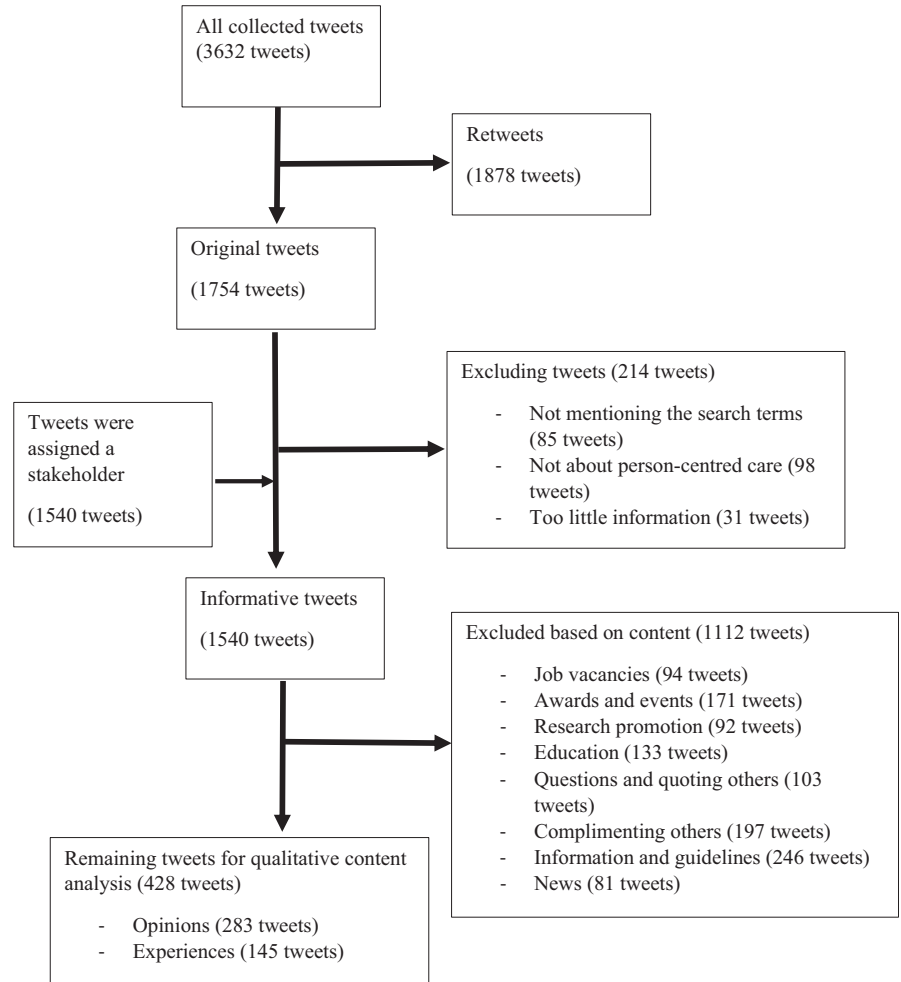 All collected tweets
(3632 tweets)
Retweets
(1878 tweets)
Original tweets
(1754 tweets)
Excluding tweets (214 tweets)
- Not mentioning the search terms
(85 tweets)
- Not about person-centred care (98
tweets)
- Too little information (31 tweets)
Tweets were
assigned a
stakeholder
(1540 tweets)
Informative tweets
(1540 tweets)
Excluded based on content (1112 tweets)
- Job vacancies (94 tweets)
- Awards and events (171 tweets)
- Research promotion (92 tweets)
- Education (133 tweets)
- Questions and quoting others (103
tweets)
- Complimenting others (197 tweets)
- Information and guidelines (246 tweets)
- News (81 tweets)
Remaining tweets for qualitative content
analysis (428 tweets)
- Opinions (283 tweets)
- Experiences (145 tweets)